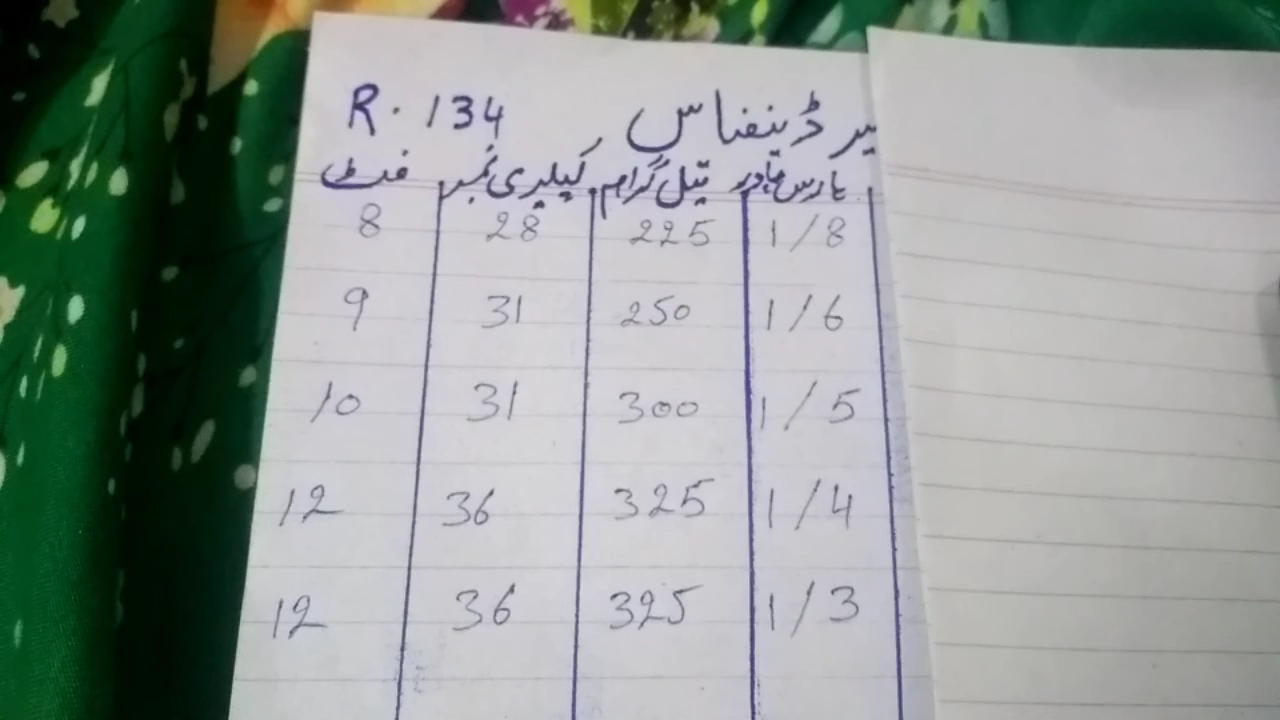 R. 134 ڈینفاس
ہارس پاور تیل گرام کیپلری نمبر فٹ
1/8 225 28 8
1/6 250 31 9
1/5 300 31 10
1/4 325 36 12
1/3 325 36 12